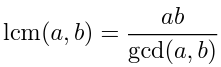 lcm(a, b) = ab / gcd(a, b)